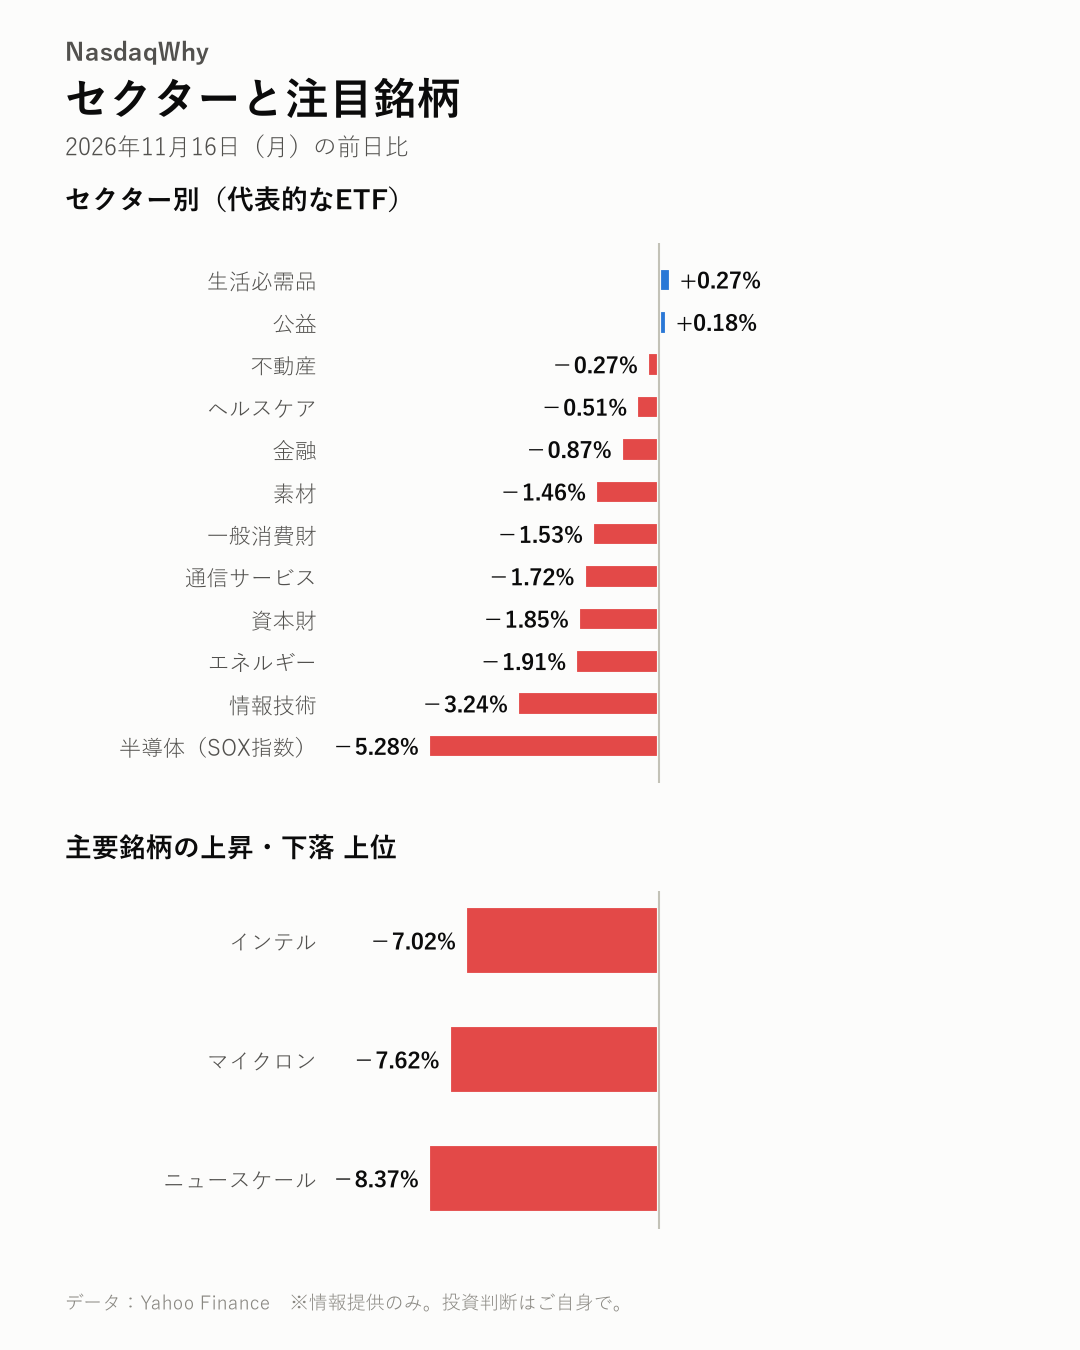 NasdaqWhy
セクターと注目銘柄
2026年11月16日（月）の前日比
セクター別（代表的なETF）
生活必需品 +0.27%
公益 +0.18%
不動産 −0.27%
ヘルスケア −0.51%
金融 −0.87%
素材 −1.46%
一般消費財 −1.53%
通信サービス −1.72%
資本財 −1.85%
エネルギー −1.91%
情報技術 −3.24%
半導体（SOX指数） −5.28%
主要銘柄の上昇・下落 上位
インテル −7.02%
マイクロン −7.62%
ニュースケール −8.37%
データ：Yahoo Finance　※情報提供のみ。投資判断はご自身で。